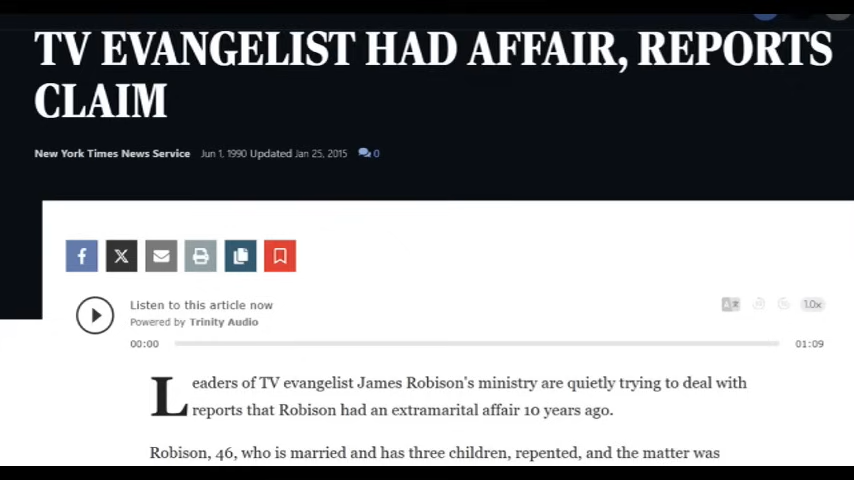 TV EVANGELIST HAD AFFAIR, REPORTS
CLAIM
New York Times News Service Jun 1, 1990 Updated Jan 25, 2015 0
Listen to this article now
Powered by Trinity Audio
1.0x
00:00 01:09
Leaders of TV evangelist James Robison's ministry are quietly trying to deal with
reports that Robison had an extramarital affair 10 years ago.
Robison, 46, who is married and has three children, repented, and the matter was